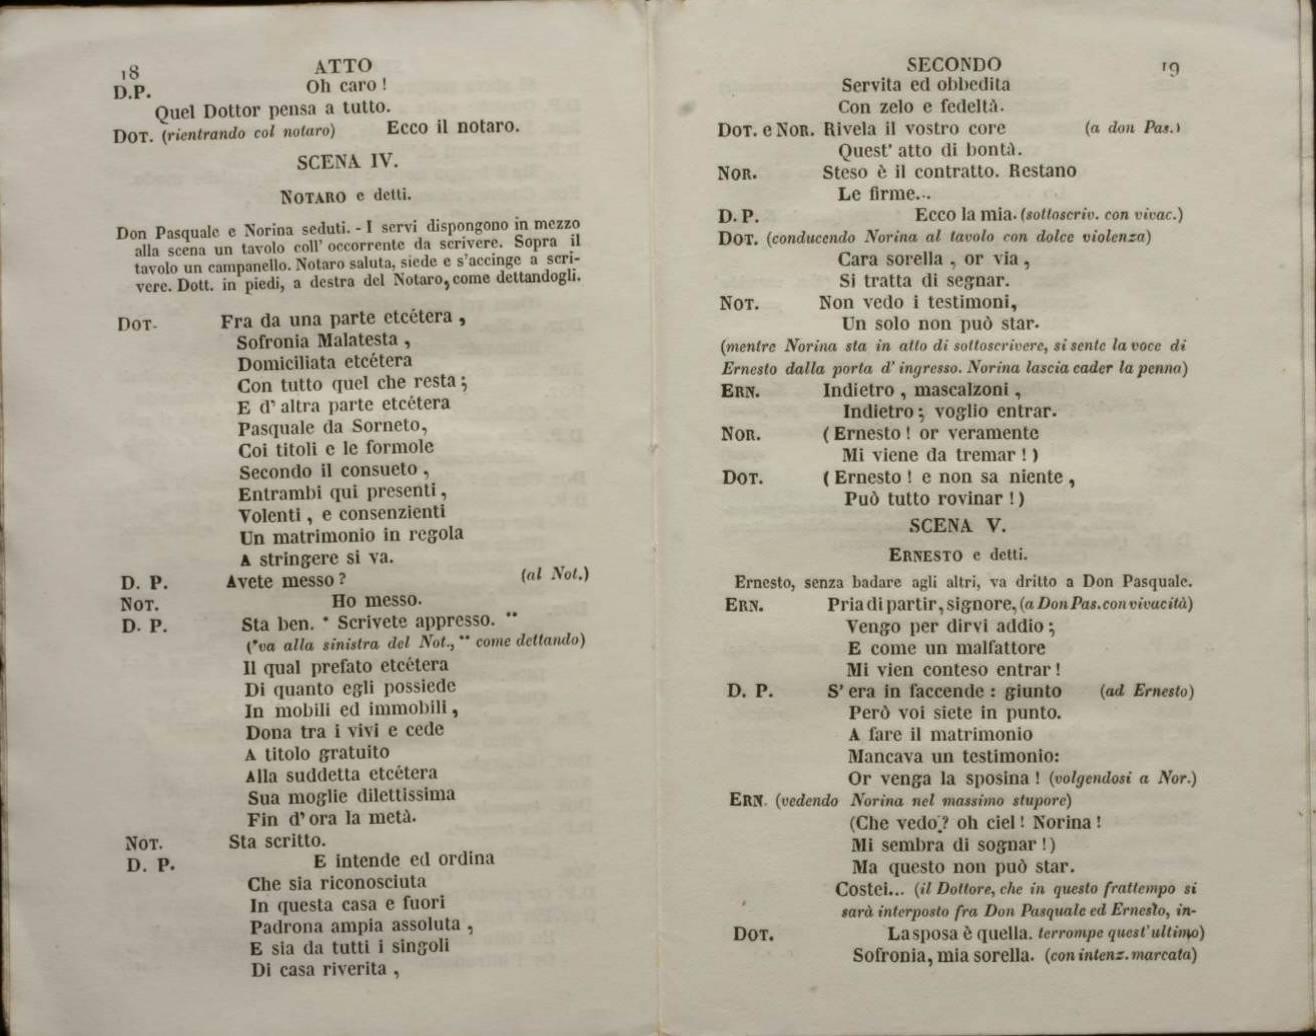 18
ATTO
D.P. Oh caro !
Quel Dottor pensa a tutto.
DOT. (rientrando col notaro) Ecco il notaro.
SCENA IV.
NOTARO e detti.
Don Pasquale e Norina seduti. - I servi dispongono in mezzo
alla scena un tavolo coll' occorrente da scrivere. Sopra il
tavolo un campanello. Notaro saluta, siede e s'accinge a scri-
vere. Dott. in piedi, a destra del Notaro, come dettandogli.
DOT. Fra da una parte etcétera ,
Sofronia Malatesta ,
Domiciliata etcétera
Con tutto quel che resta ;
E d' altra parte etcétera
Pasquale da Sorneto,
Coi titoli e le formole
Secondo il consueto ,
Entrambi qui presenti ,
Volenti , e consenzienti
Un matrimonio in regola
A stringere si va.
D. P. Avete messo ? (al Not.)
NOT. Ho messo.
D. P. Sta ben. * Scrivete appresso. **
(*va alla sinistra del Not., ** come dettando)
Il qual prefato etcétera
Di quanto egli possiede
In mobili ed immobili ,
Dona tra i vivi e cede
A titolo gratuito
Alla suddetta etcétera
Sua moglie dilettissima
Fin d' ora la metà.
NOT. Sta scritto.
D. P. E intende ed ordina
Che sia riconosciuta
In questa casa e fuori
Padrona ampia assoluta ,
E sia da tutti i singoli
Di casa riverita ,
SECONDO
19
Servita ed obbedita
Con zelo e fedeltà.
DOT. e NOR. Rivela il vostro core (a don Pas.)
Quest' atto di bontà.
NOR. Steso è il contratto. Restano
Le firme...
D. P. Ecco la mia. (sottoscriv. con vivac.)
DOT. (conducendo Norina al tavolo con dolce violenza)
Cara sorella , or via ,
Si tratta di segnar.
NOT. Non vedo i testimoni,
Un solo non può star.
(mentre Norina sta in atto di sottoscrivere, si sente la voce di
Ernesto dalla porta d' ingresso. Norina lascia cader la penna)
ERN. Indietro , mascalzoni ,
Indietro ; voglio entrar.
NOR. ( Ernesto ! or veramente
Mi viene da tremar ! )
DOT. ( Ernesto ! e non sa niente ,
Può tutto rovinar ! )
SCENA V.
ERNESTO e detti.
Ernesto, senza badare agli altri, va dritto a Don Pasquale.
ERN. Pria di partir, signore, (a Don Pas. con vivacità)
Vengo per dirvi addio ;
E come un malfattore
Mi vien conteso entrar !
D. P. S' era in faccende : giunto (ad Ernesto)
Però voi siete in punto.
A fare il matrimonio
Mancava un testimonio:
Or venga la sposina ! (volgendosi a Nor.)
ERN. (vedendo Norina nel massimo stupore)
(Che vedo ? oh ciel ! Norina !
Mi sembra di sognar !)
Ma questo non può star.
Costei... (il Dottore, che in questo frattempo si
sarà interposto fra Don Pasquale ed Ernesto, in-
DOT. La sposa è quella. terrompe quest' ultimo)
Sofronia, mia sorella. (con intenz. marcata)